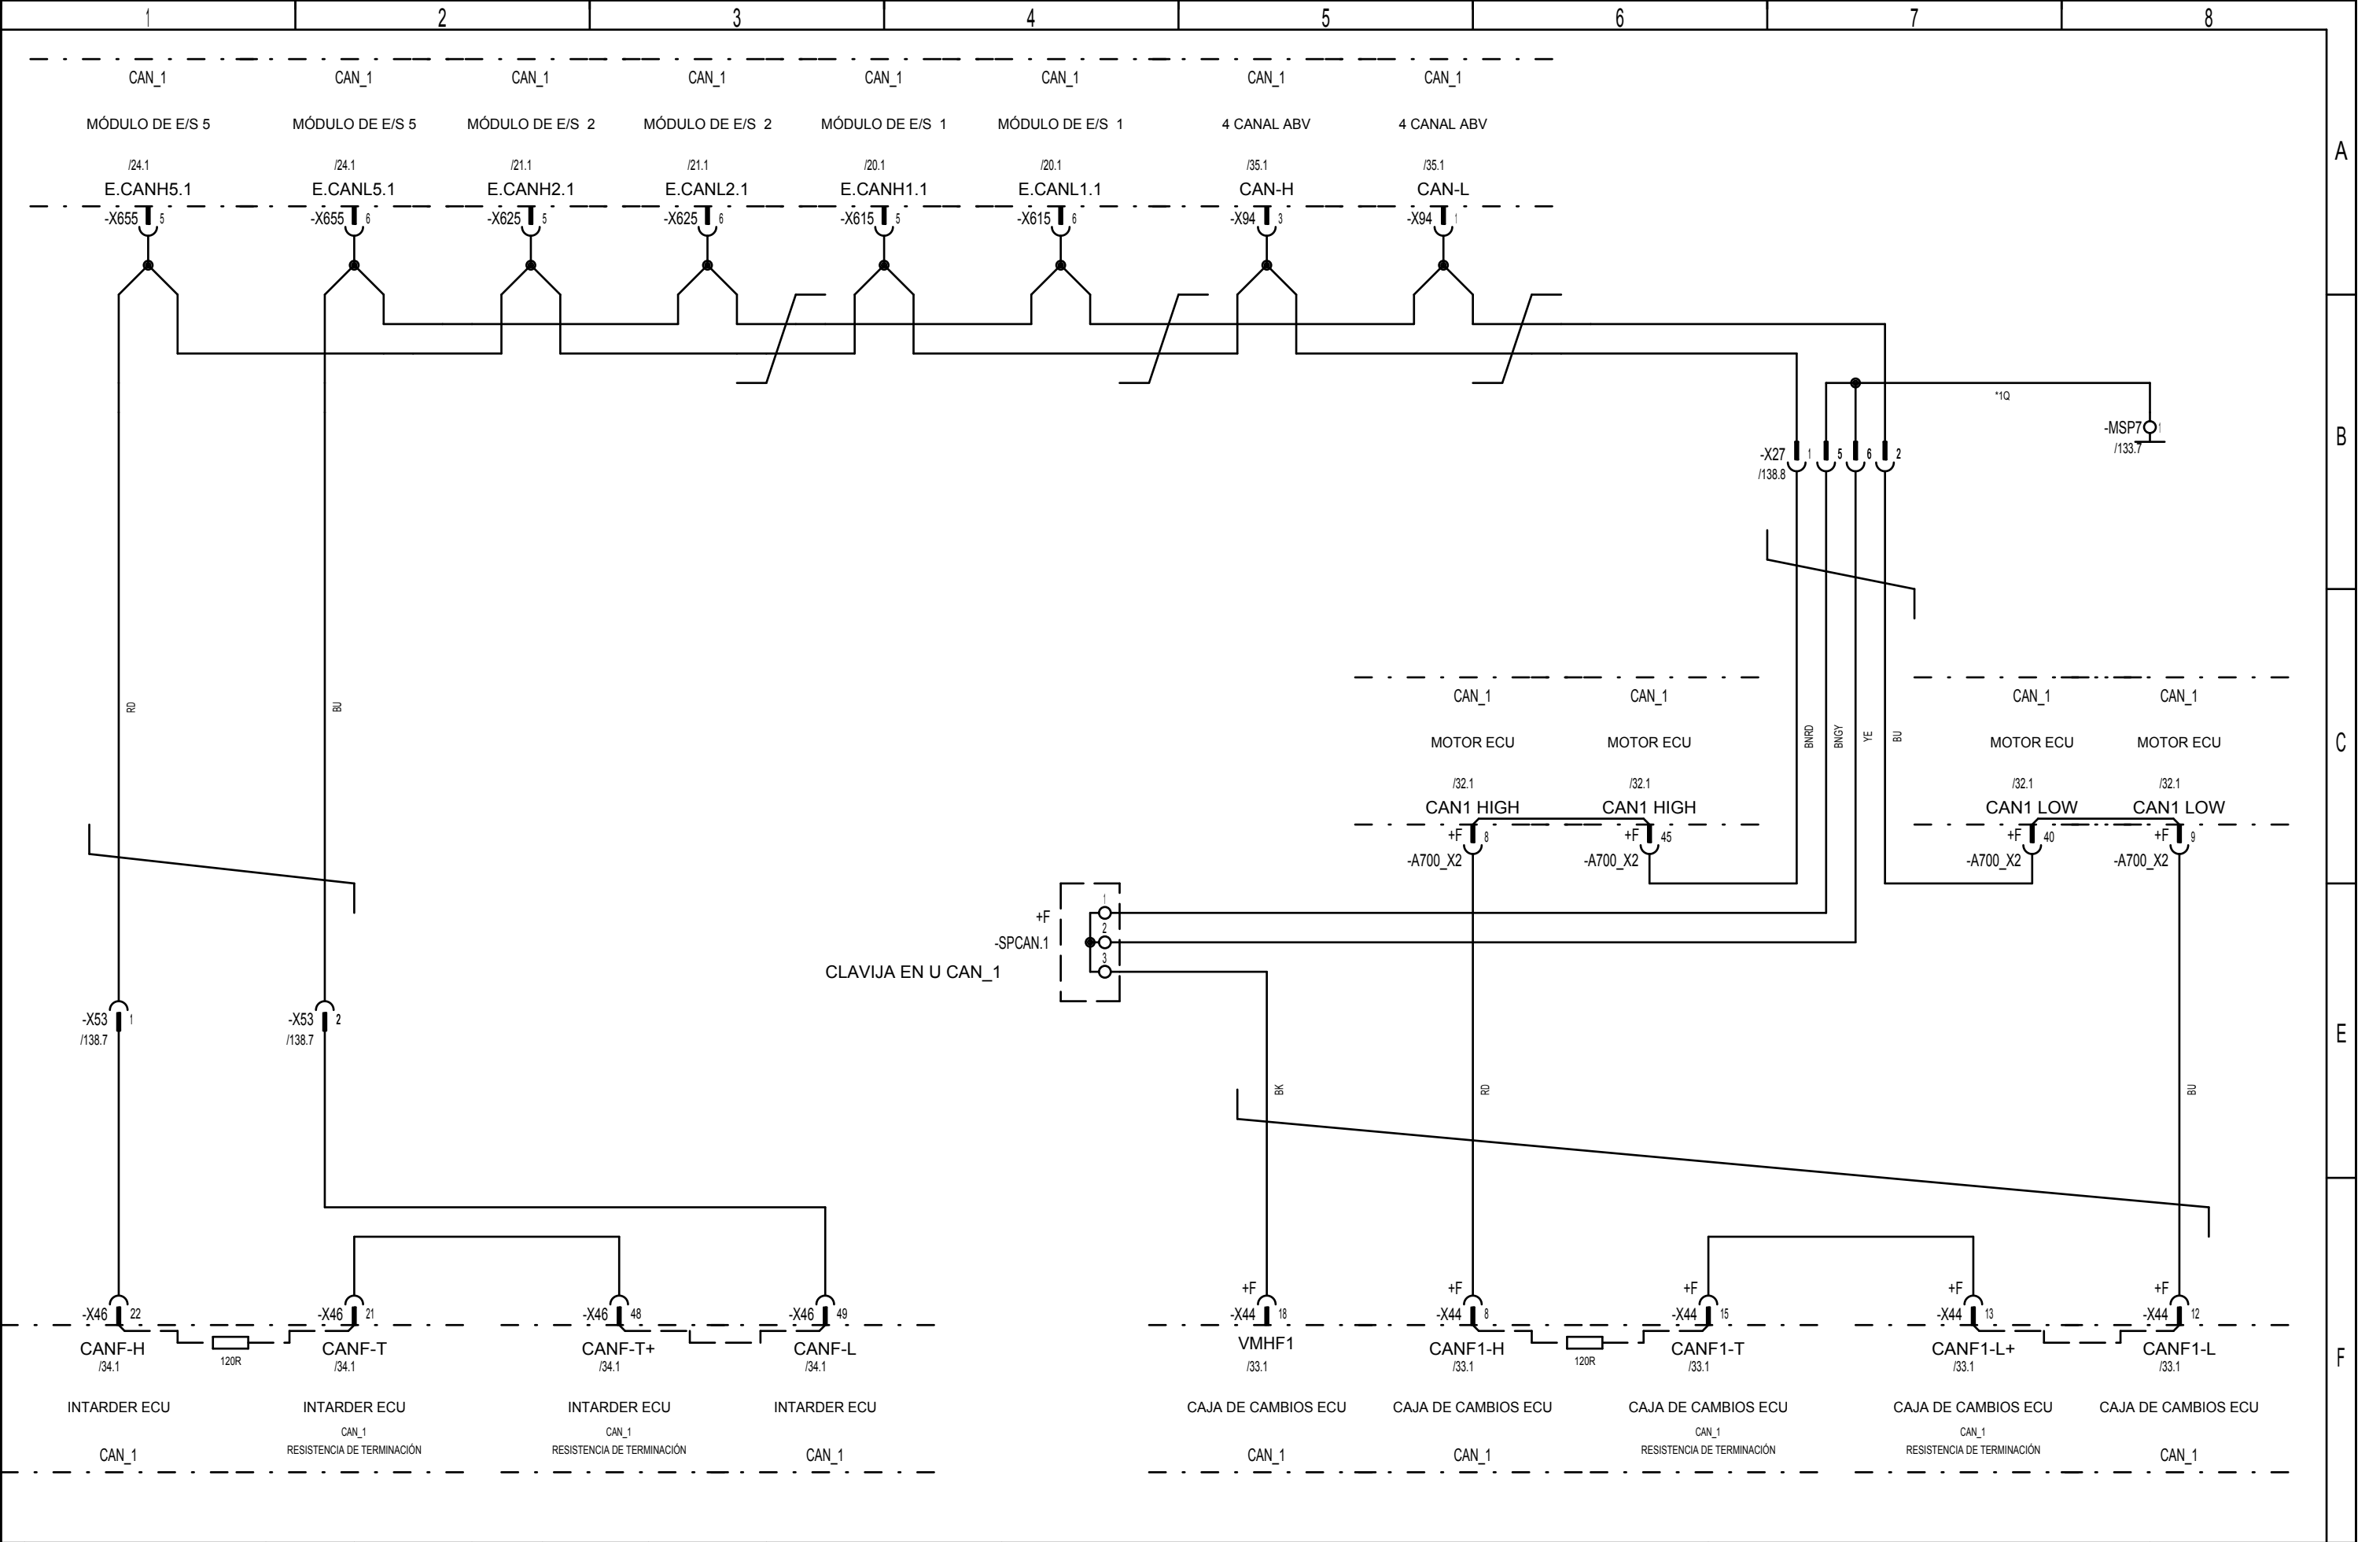 1 2 3 4 5 6 7 8
CAN_1 CAN_1 CAN_1 CAN_1 CAN_1 CAN_1 CAN_1 CAN_1
MÓDULO DE E/S 5 MÓDULO DE E/S 5 MÓDULO DE E/S 2 MÓDULO DE E/S 2 MÓDULO DE E/S 1 MÓDULO DE E/S 1 4 CANAL ABV 4 CANAL ABV
A
/24.1 /24.1 /21.1 /21.1 /20.1 /20.1 /35.1 /35.1
E.CANH5.1 E.CANL5.1 E.CANH2.1 E.CANL2.1 E.CANH1.1 E.CANL1.1 CAN-H CAN-L
-X655 5 -X655 6 -X625 5 -X625 6 -X615 5 -X615 6 -X94 3 -X94 1
*1Q
-MSP7 1
B
/133.7
-X27 1 5 6 2
/138.8
CAN_1 CAN_1 CAN_1 CAN_1
RD BU BNRD BNGY YE BU
MOTOR ECU MOTOR ECU MOTOR ECU MOTOR ECU
C
/32.1 /32.1 /32.1 /32.1
CAN1 HIGH CAN1 HIGH CAN1 LOW CAN1 LOW
+F 8 +F 45 +F 40 +F 9
-A700_X2 -A700_X2 -A700_X2 -A700_X2
1
+F
2
-SPCAN.1
3
CLAVIJA EN U CAN_1
-X53 1 -X53 2
E
/138.7 /138.7
BK RD BU
+F +F +F +F +F
-X46 22 -X46 21 -X46 48 -X46 49 -X44 18 -X44 8 -X44 15 -X44 13 -X44 12
CANF-H CANF-T CANF-T+ CANF-L VMHF1 CANF1-H CANF1-T CANF1-L+ CANF1-L
F
120R 120R
/34.1 /34.1 /34.1 /34.1 /33.1 /33.1 /33.1 /33.1 /33.1
INTARDER ECU INTARDER ECU INTARDER ECU INTARDER ECU CAJA DE CAMBIOS ECU CAJA DE CAMBIOS ECU CAJA DE CAMBIOS ECU CAJA DE CAMBIOS ECU CAJA DE CAMBIOS ECU
CAN_1 CAN_1 CAN_1 CAN_1
RESISTENCIA DE TERMINACIÓN RESISTENCIA DE TERMINACIÓN RESISTENCIA DE TERMINACIÓN RESISTENCIA DE TERMINACIÓN
CAN_1 CAN_1 CAN_1 CAN_1 CAN_1